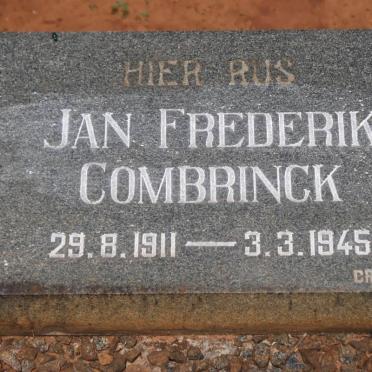 HIER RUS
JAN FREDERIK
COMBRINCK
29.8.1911 — 3.3.1945